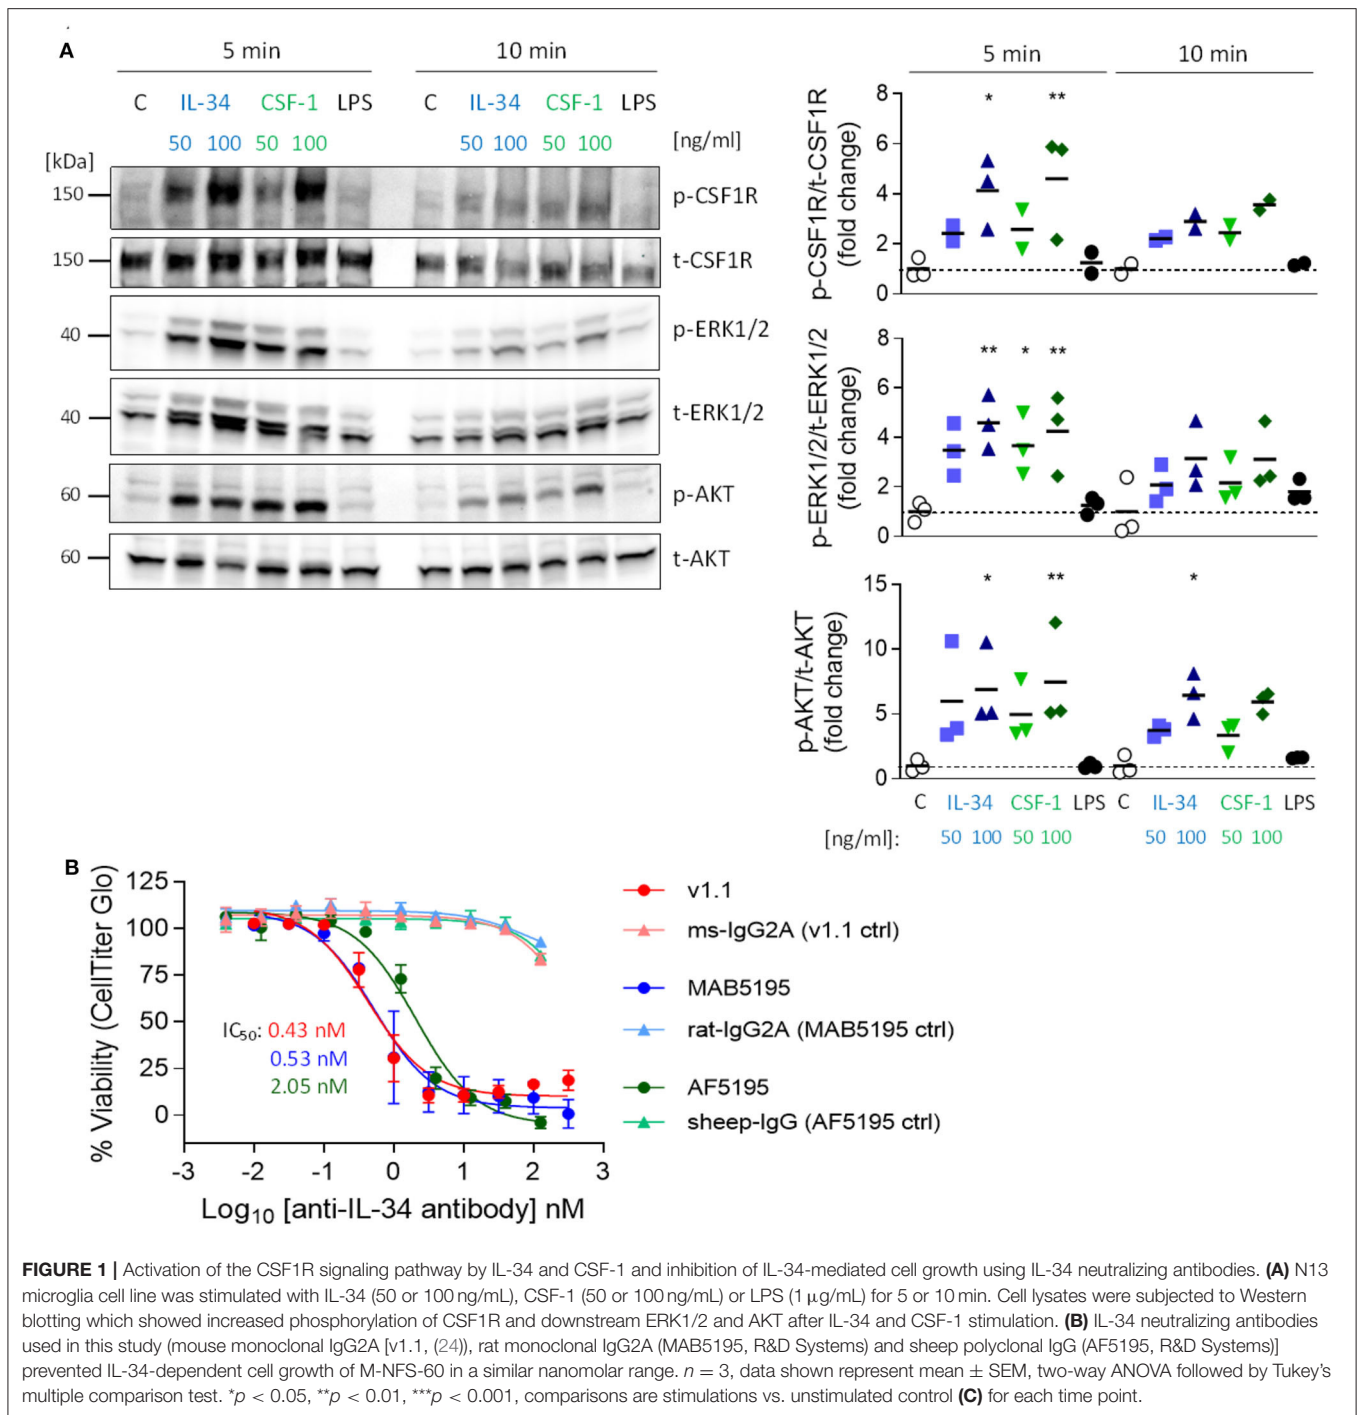 A
5 min
10 min
C IL-34 CSF-1 LPS C IL-34 CSF-1 LPS
50 100 50 100 50 100 50 100 [ng/ml]
[kDa]
150 p-CSF1R
150 t-CSF1R
40 p-ERK1/2
40 t-ERK1/2
60 p-AKT
60 t-AKT
5 min
10 min
p-CSF1R/t-CSF1R
(fold change)
8
6
4
2
0
* **
p-ERK1/2/t-ERK1/2
(fold change)
8
6
4
2
0
** * **
p-AKT/t-AKT
(fold change)
15
10
5
0
* ** *
C IL-34 CSF-1 LPS C IL-34 CSF-1 LPS
[ng/ml]: 50 100 50 100 50 100 50 100
B
% Viability (CellTiter Glo)
125
100
75
50
25
0
IC50: 0.43 nM
0.53 nM
2.05 nM
-3 -2 -1 0 1 2 3
Log10 [anti-IL-34 antibody] nM
v1.1
ms-IgG2A (v1.1 ctrl)
MAB5195
rat-IgG2A (MAB5195 ctrl)
AF5195
sheep-IgG (AF5195 ctrl)
FIGURE 1 | Activation of the CSF1R signaling pathway by IL-34 and CSF-1 and inhibition of IL-34-mediated cell growth using IL-34 neutralizing antibodies. (A) N13
microglia cell line was stimulated with IL-34 (50 or 100 ng/mL), CSF-1 (50 or 100 ng/mL) or LPS (1 μg/mL) for 5 or 10 min. Cell lysates were subjected to Western
blotting which showed increased phosphorylation of CSF1R and downstream ERK1/2 and AKT after IL-34 and CSF-1 stimulation. (B) IL-34 neutralizing antibodies
used in this study (mouse monoclonal IgG2A [v1.1, (24)), rat monoclonal IgG2A (MAB5195, R&D Systems) and sheep polyclonal IgG (AF5195, R&D Systems)]
prevented IL-34-dependent cell growth of M-NFS-60 in a similar nanomolar range. n = 3, data shown represent mean ± SEM, two-way ANOVA followed by Tukey's
multiple comparison test. *p < 0.05, **p < 0.01, ***p < 0.001, comparisons are stimulations vs. unstimulated control (C) for each time point.